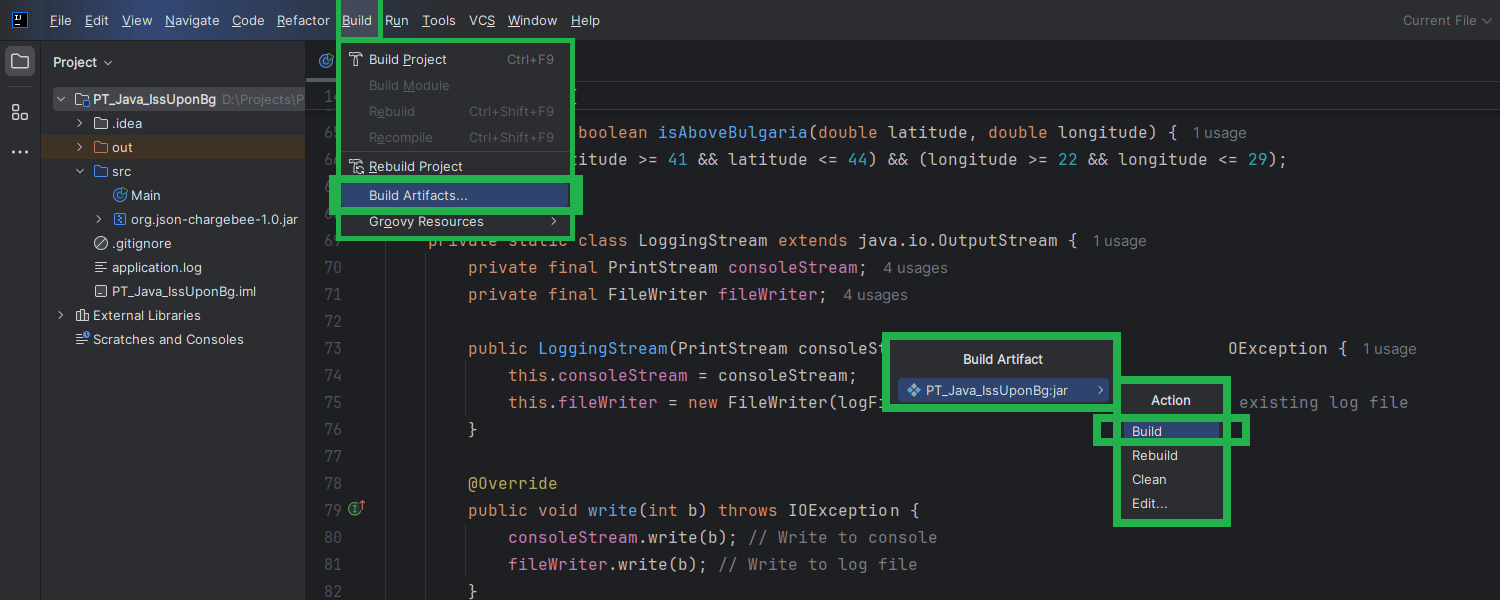 File Edit View Navigate Code Refactor Build Run Tools VCS Window Help Current File
Project
PT_Java_IssUponBg D:\Projects\P
.idea
out
src
Main
org.json-chargebee-1.0.jar
.gitignore
application.log
PT_Java_IssUponBg.iml
External Libraries
Scratches and Consoles
Build Project Ctrl+F9
Build Module
Rebuild Ctrl+Shift+F9
Recompile Ctrl+Shift+F9
Rebuild Project
Build Artifacts...
Groovy Resources
boolean isAboveBulgaria(double latitude, double longitude) { 1 usage
titude >= 41 && latitude <= 44) && (longitude >= 22 && longitude <= 29);
69 private static class LoggingStream extends java.io.OutputStream { 1 usage
70 private final PrintStream consoleStream; 4 usages
71 private final FileWriter fileWriter; 4 usages
72
73 public LoggingStream(PrintStream consoleSt OException { 1 usage
74 this.consoleStream = consoleStream;
75 this.fileWriter = new FileWriter(logFi existing log file
76 }
77
78 @Override
79 public void write(int b) throws IOException {
80 consoleStream.write(b); // Write to console
81 fileWriter.write(b); // Write to log file
82 }
Build Artifact
PT_Java_IssUponBg:jar
Action
Build
Rebuild
Clean
Edit...